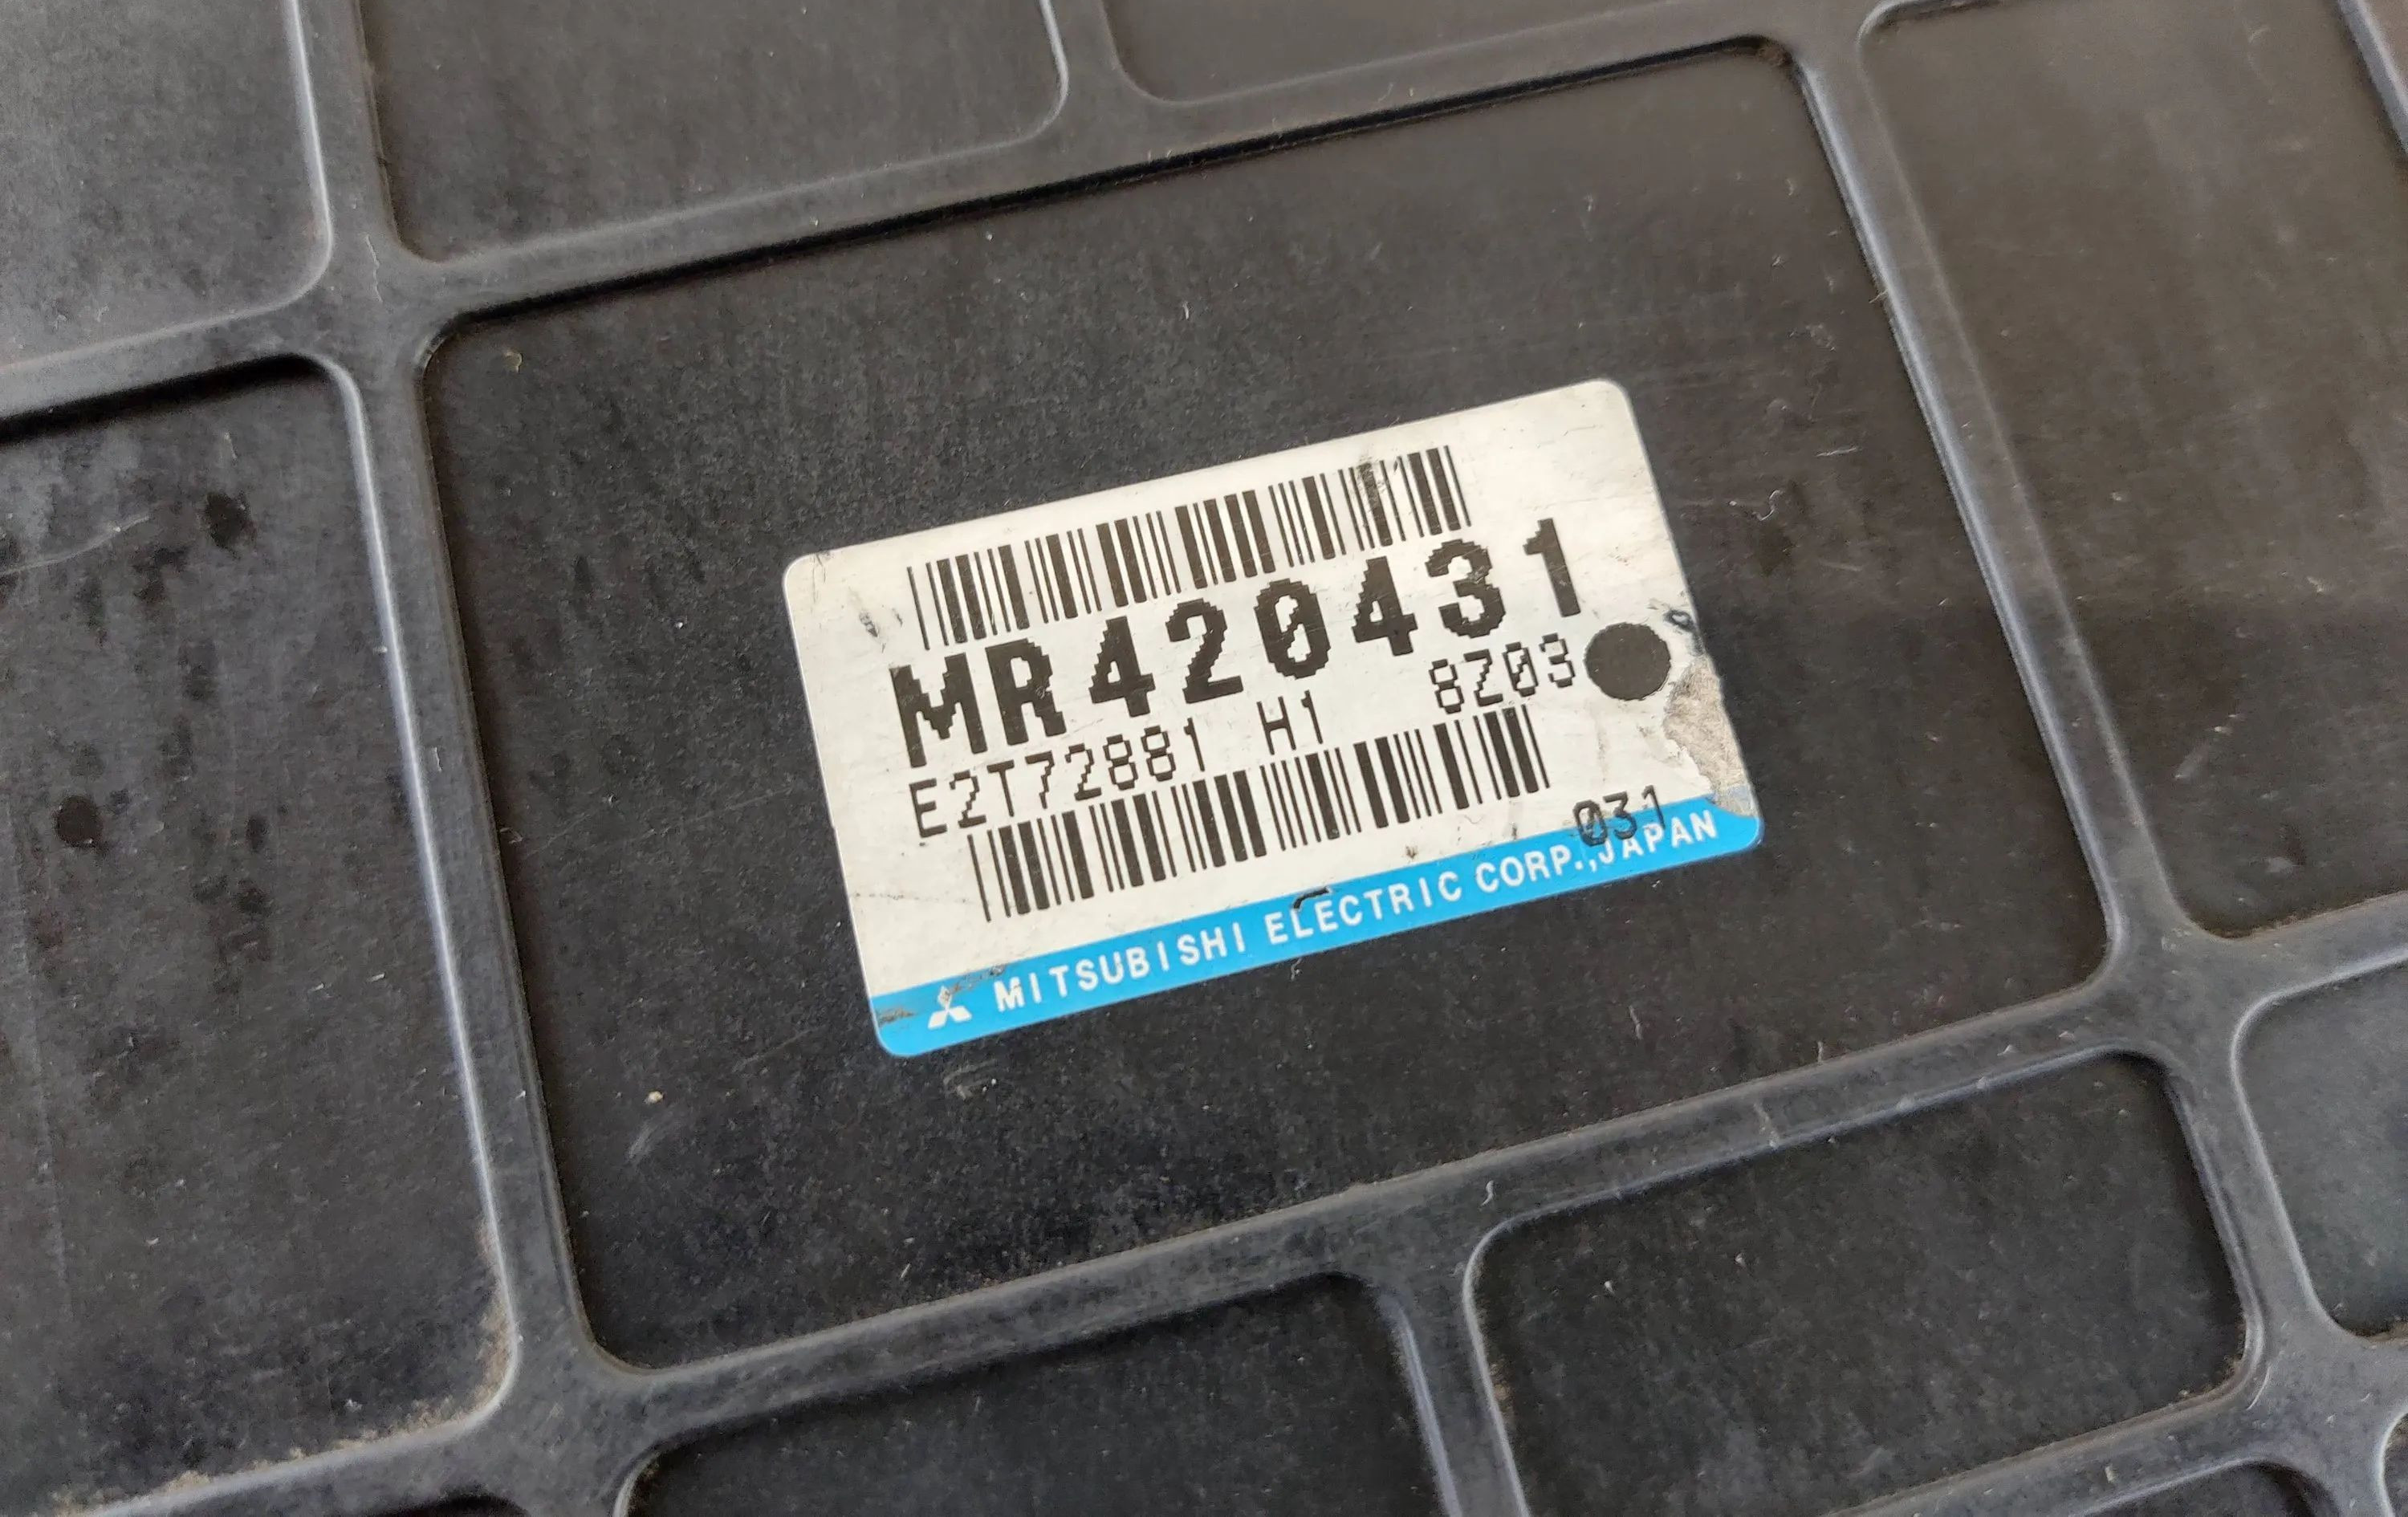 MR420431
E2T72881 H1 8Z03
031
MITSUBISHI ELECTRIC CORP.,JAPAN